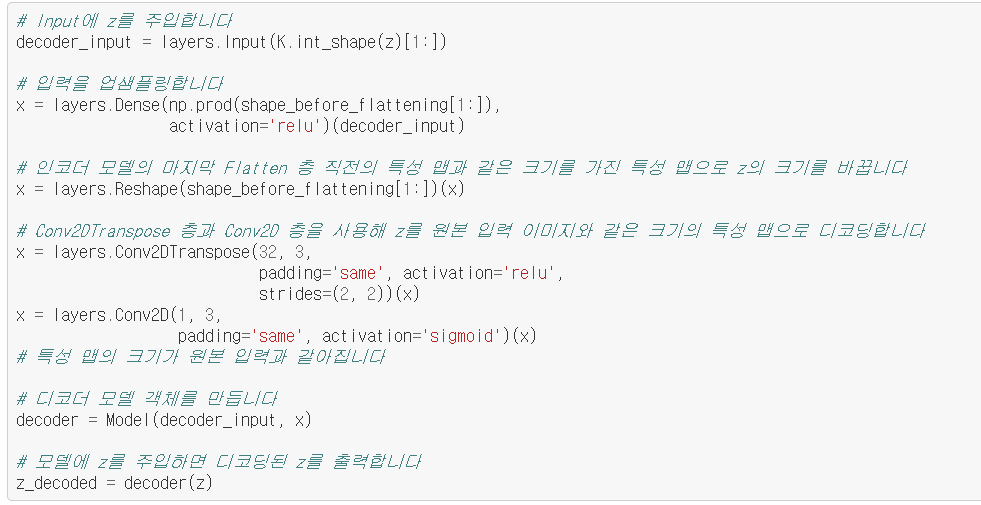 # Input에 z를 주입합니다
decoder_input = layers.Input(K.int_shape(z)[1:])
# 입력을 업샘플링합니다
x = layers.Dense(np.prod(shape_before_flattening[1:]),
activation='relu')(decoder_input)
# 인코더 모델의 마지막 Flatten 층 직전의 특성 맵과 같은 크기를 가진 특성 맵으로 z의 크기를 바꿉니다
x = layers.Reshape(shape_before_flattening[1:])(x)
# Conv2DTranspose 층과 Conv2D 층을 사용해 z를 원본 입력 이미지와 같은 크기의 특성 맵으로 디코딩합니다
x = layers.Conv2DTranspose(32, 3,
padding='same', activation='relu',
strides=(2, 2))(x)
x = layers.Conv2D(1, 3,
padding='same', activation='sigmoid')(x)
# 특성 맵의 크기가 원본 입력과 같아집니다
# 디코더 모델 객체를 만듭니다
decoder = Model(decoder_input, x)
# 모델에 z를 주입하면 디코딩된 z를 출력합니다
z_decoded = decoder(z)